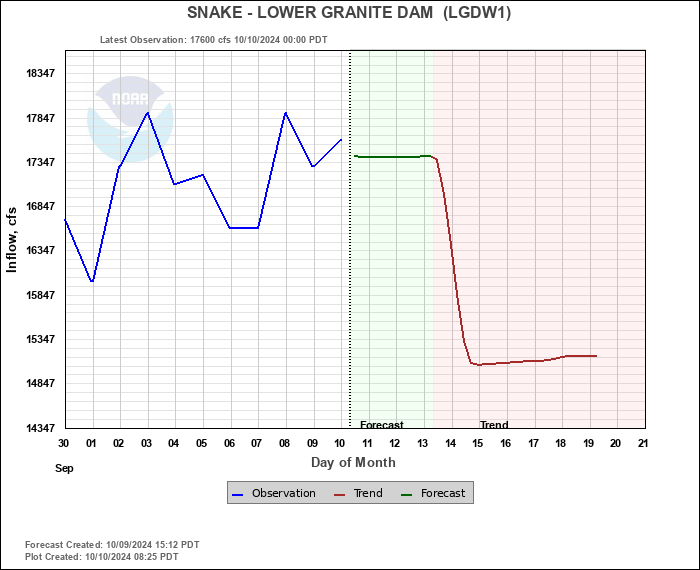 SNAKE - LOWER GRANITE DAM (LGDW1)
Latest Observation: 17600 cfs 10/10/2024 00:00 PDT
18347
NOAA
17847
17347
16847
Inflow, cfs
16347
15847
15347
14847
14347
Forecast Trend
30 01 02 03 04 05 06 07 08 09 10 11 12 13 14 15 16 17 18 19 20 21
Sep
Day of Month
Observation Trend Forecast
Forecast Created: 10/09/2024 15:12 PDT
Plot Created: 10/10/2024 08:25 PDT